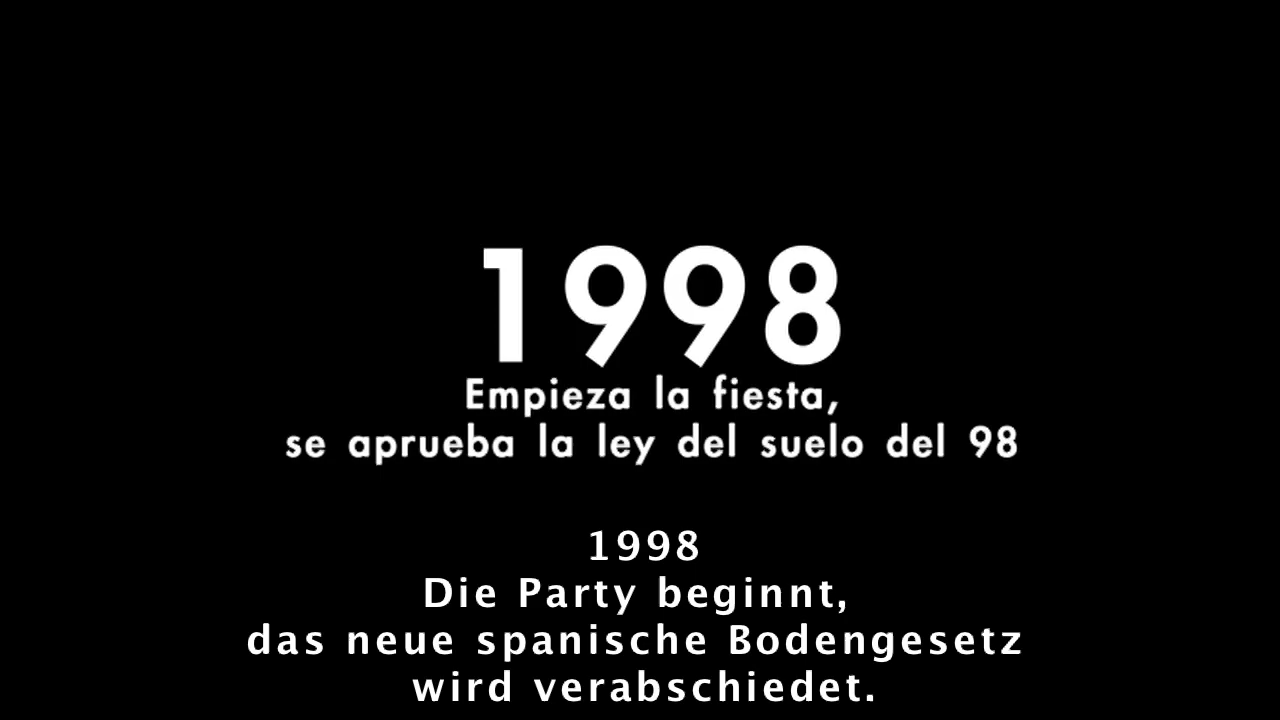 1998
Empieza la fiesta,
se aprueba la ley del suelo del 98
1998
Die Party beginnt,
das neue spanische Bodengesetz
wird verabschiedet.